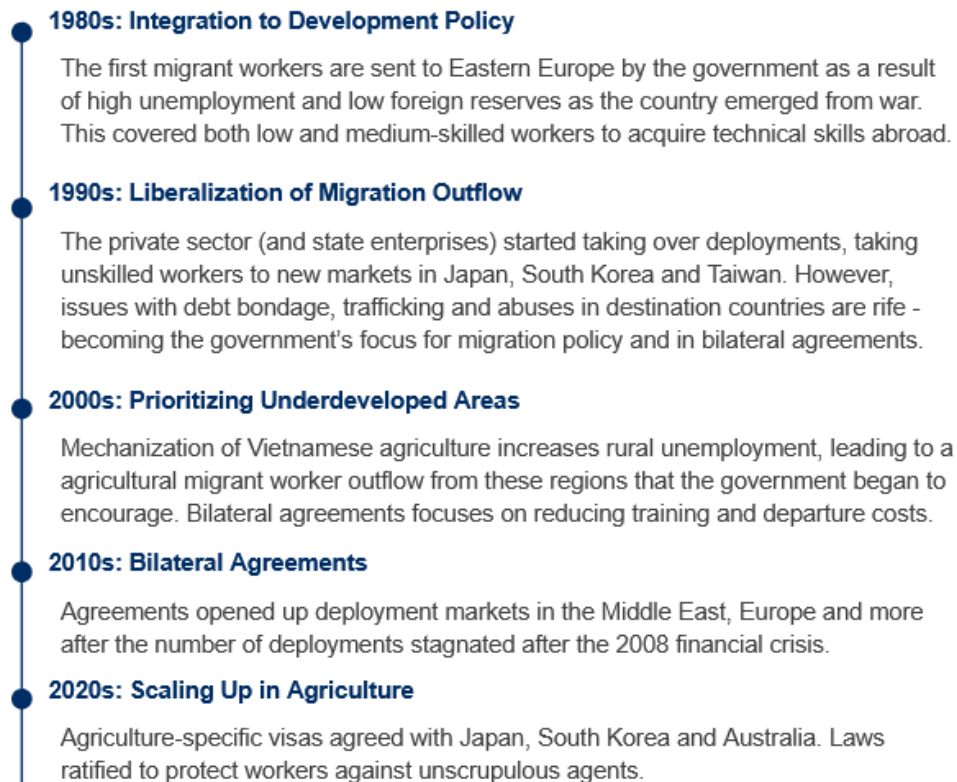 1980s: Integration to Development Policy
The first migrant workers are sent to Eastern Europe by the government as a result
of high unemployment and low foreign reserves as the country emerged from war.
This covered both low and medium-skilled workers to acquire technical skills abroad.
1990s: Liberalization of Migration Outflow
The private sector (and state enterprises) started taking over deployments, taking
unskilled workers to new markets in Japan, South Korea and Taiwan. However,
issues with debt bondage, trafficking and abuses in destination countries are rife -
becoming the government's focus for migration policy and in bilateral agreements.
2000s: Prioritizing Underdeveloped Areas
Mechanization of Vietnamese agriculture increases rural unemployment, leading to a
agricultural migrant worker outflow from these regions that the government began to
encourage. Bilateral agreements focuses on reducing training and departure costs.
2010s: Bilateral Agreements
Agreements opened up deployment markets in the Middle East, Europe and more
after the number of deployments stagnated after the 2008 financial crisis.
2020s: Scaling Up in Agriculture
Agriculture-specific visas agreed with Japan, South Korea and Australia. Laws
ratified to protect workers against unscrupulous agents.